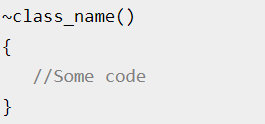 ~class_name()
{
//Some code
}